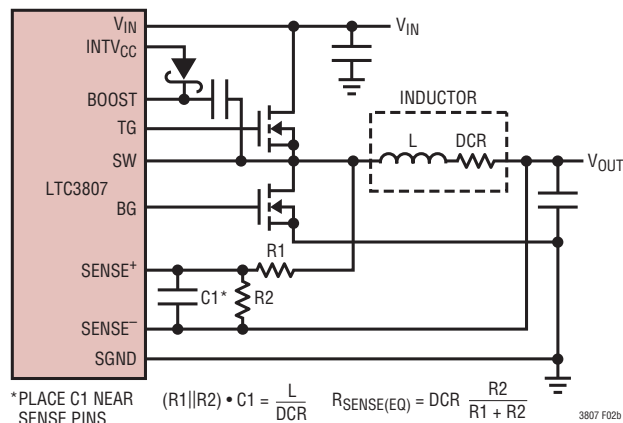 V_IN
V_IN
INTV_CC
BOOST
INDUCTOR
TG
L
DCR
SW
V_OUT
LTC3807
BG
SENSE⁺
R1
C1*
R2
SENSE⁻
SGND
*PLACE C1 NEAR
SENSE PINS
(R1||R2) • C1 = L/DCR
R_SENSE(EQ) = DCR R2/(R1 + R2)
3807 F02b